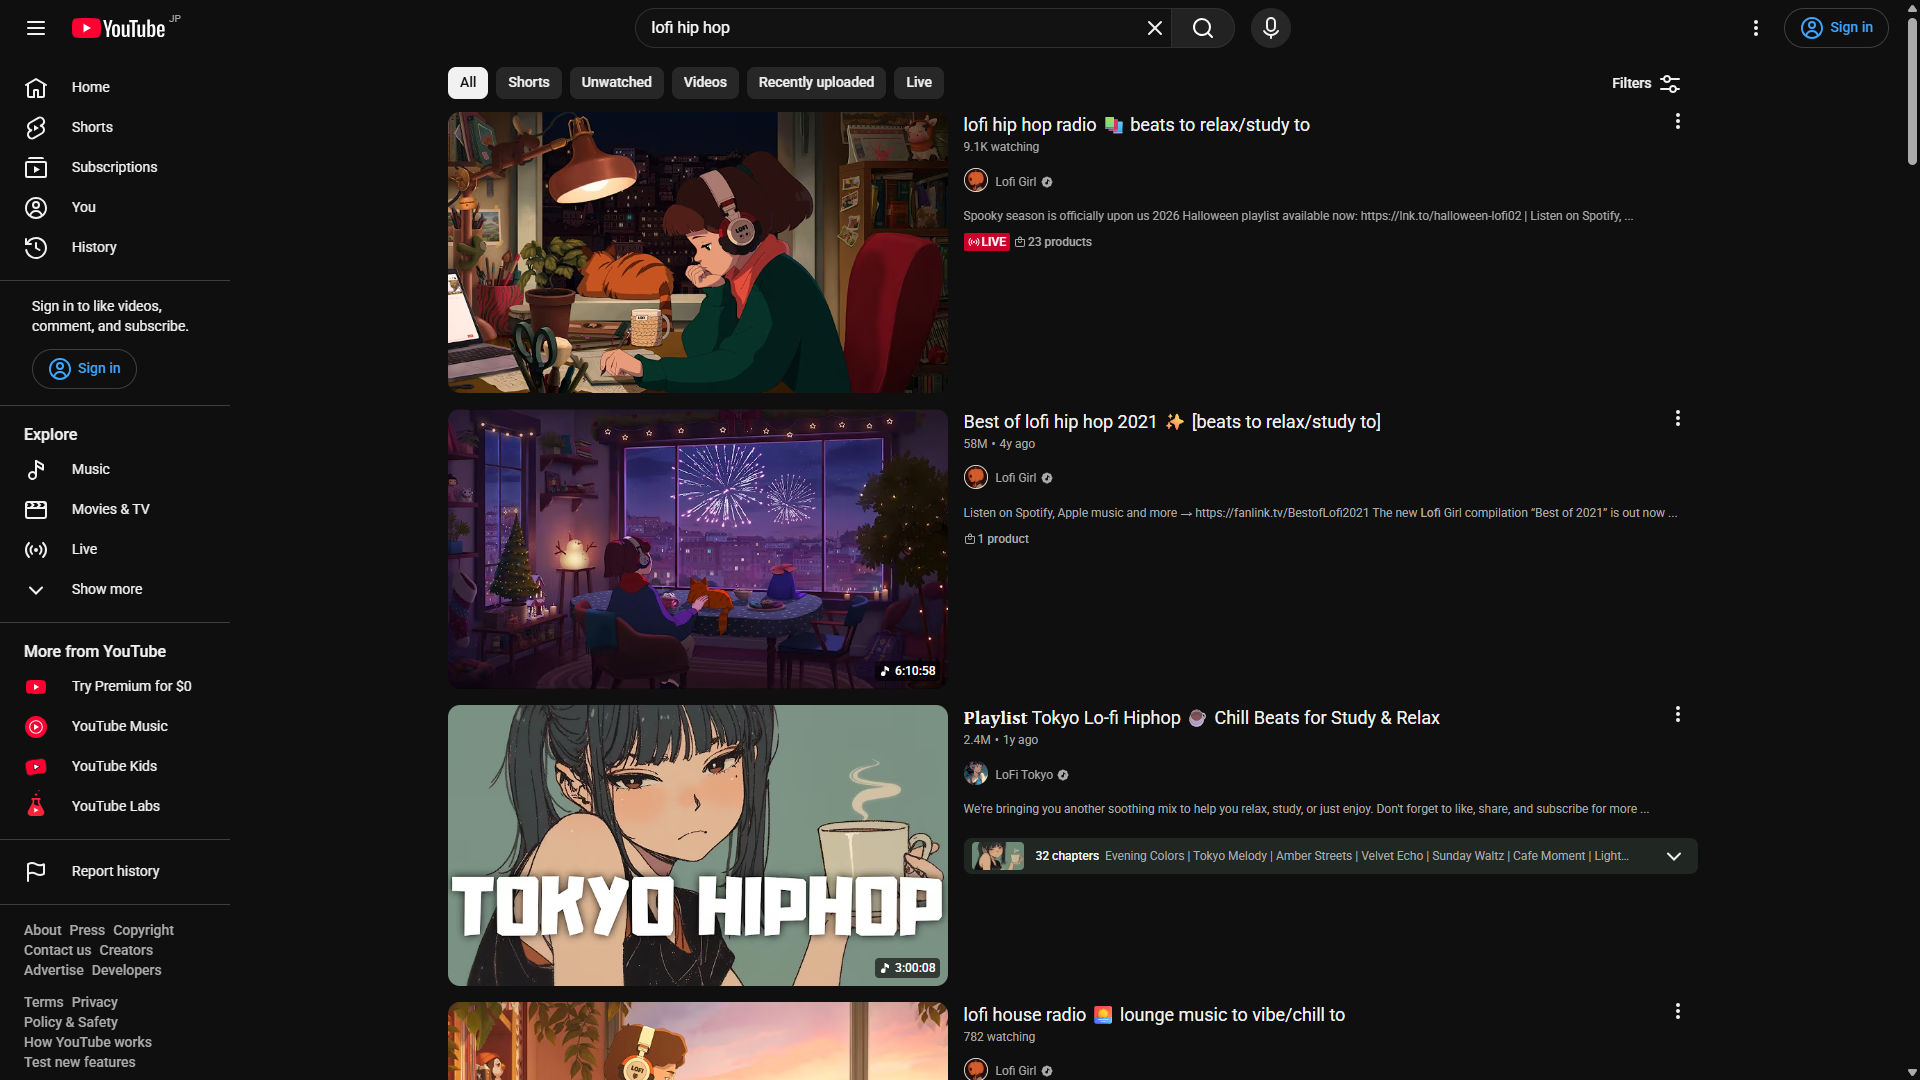 YouTube JP
lofi hip hop
Sign in
Home
Shorts
Subscriptions
You
History
Sign in to like videos,
comment, and subscribe.
Sign in
Explore
Music
Movies & TV
Live
Show more
More from YouTube
Try Premium for $0
YouTube Music
YouTube Kids
YouTube Labs
Report history
About Press Copyright
Contact us Creators
Advertise Developers
Terms Privacy
Policy & Safety
How YouTube works
Test new features
All Shorts Unwatched Videos Recently uploaded Live
Filters
LOFI
LOFI
lofi hip hop radio 📚 beats to relax/study to
9.1K watching
Lofi Girl
Spooky season is officially upon us 2026 Halloween playlist available now: https://lnk.to/halloween-lofi02 | Listen on Spotify, ...
LIVE 23 products
6:10:58
Best of lofi hip hop 2021 ✨ [beats to relax/study to]
58M • 4y ago
Lofi Girl
Listen on Spotify, Apple music and more → https://fanlink.tv/BestofLofi2021 The new Lofi Girl compilation “Best of 2021” is out now ...
1 product
TOKYO HIPHOP
3:00:08
Playlist Tokyo Lo-fi Hiphop ☕ Chill Beats for Study & Relax
2.4M • 1y ago
LoFi Tokyo
We're bringing you another soothing mix to help you relax, study, or just enjoy. Don't forget to like, share, and subscribe for more ...
32 chapters Evening Colors | Tokyo Melody | Amber Streets | Velvet Echo | Sunday Waltz | Cafe Moment | Light...
LOFI
lofi house radio 🌅 lounge music to vibe/chill to
782 watching
Lofi Girl